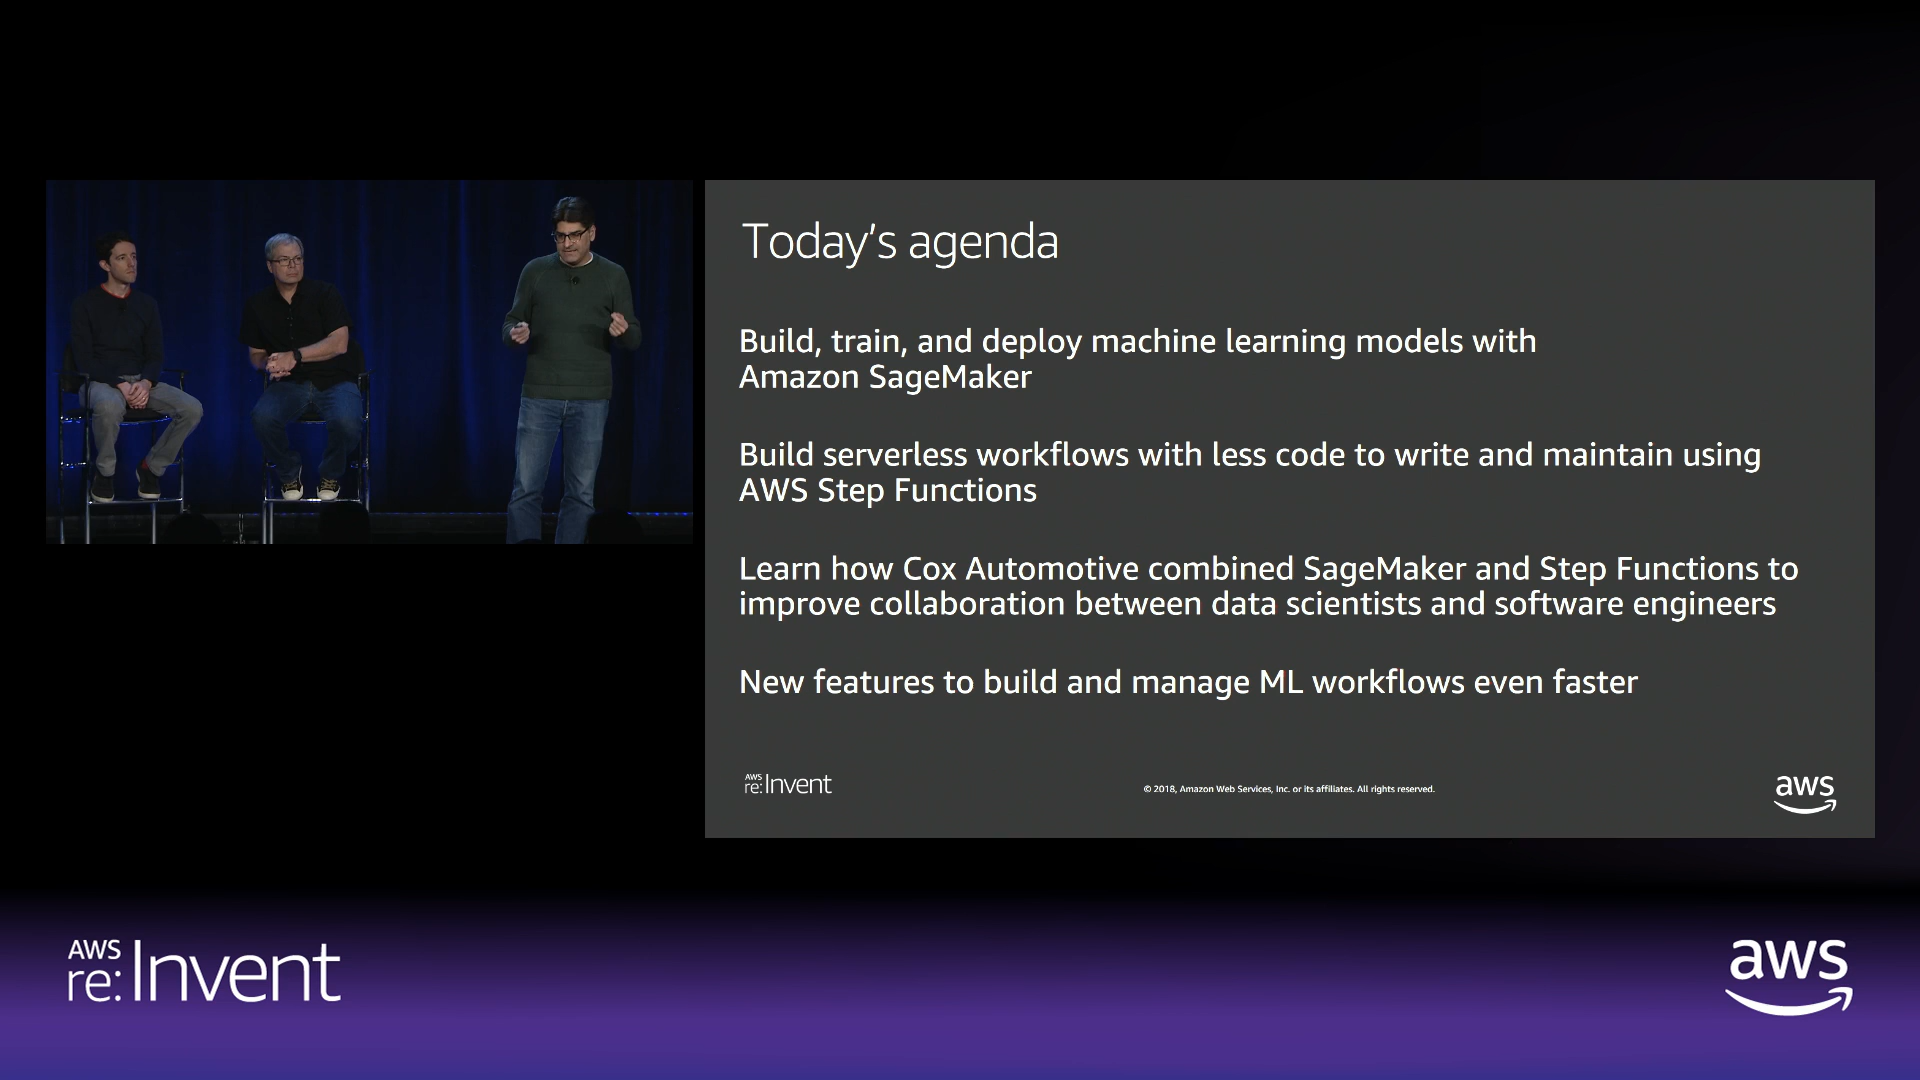 Today's agenda
Build, train, and deploy machine learning models with
Amazon SageMaker
Build serverless workflows with less code to write and maintain using
AWS Step Functions
Learn how Cox Automotive combined SageMaker and Step Functions to
improve collaboration between data scientists and software engineers
New features to build and manage ML workflows even faster
AWS
re:Invent
© 2018, Amazon Web Services, Inc. or its affiliates. All rights reserved.
aws
AWS
re:Invent
aws